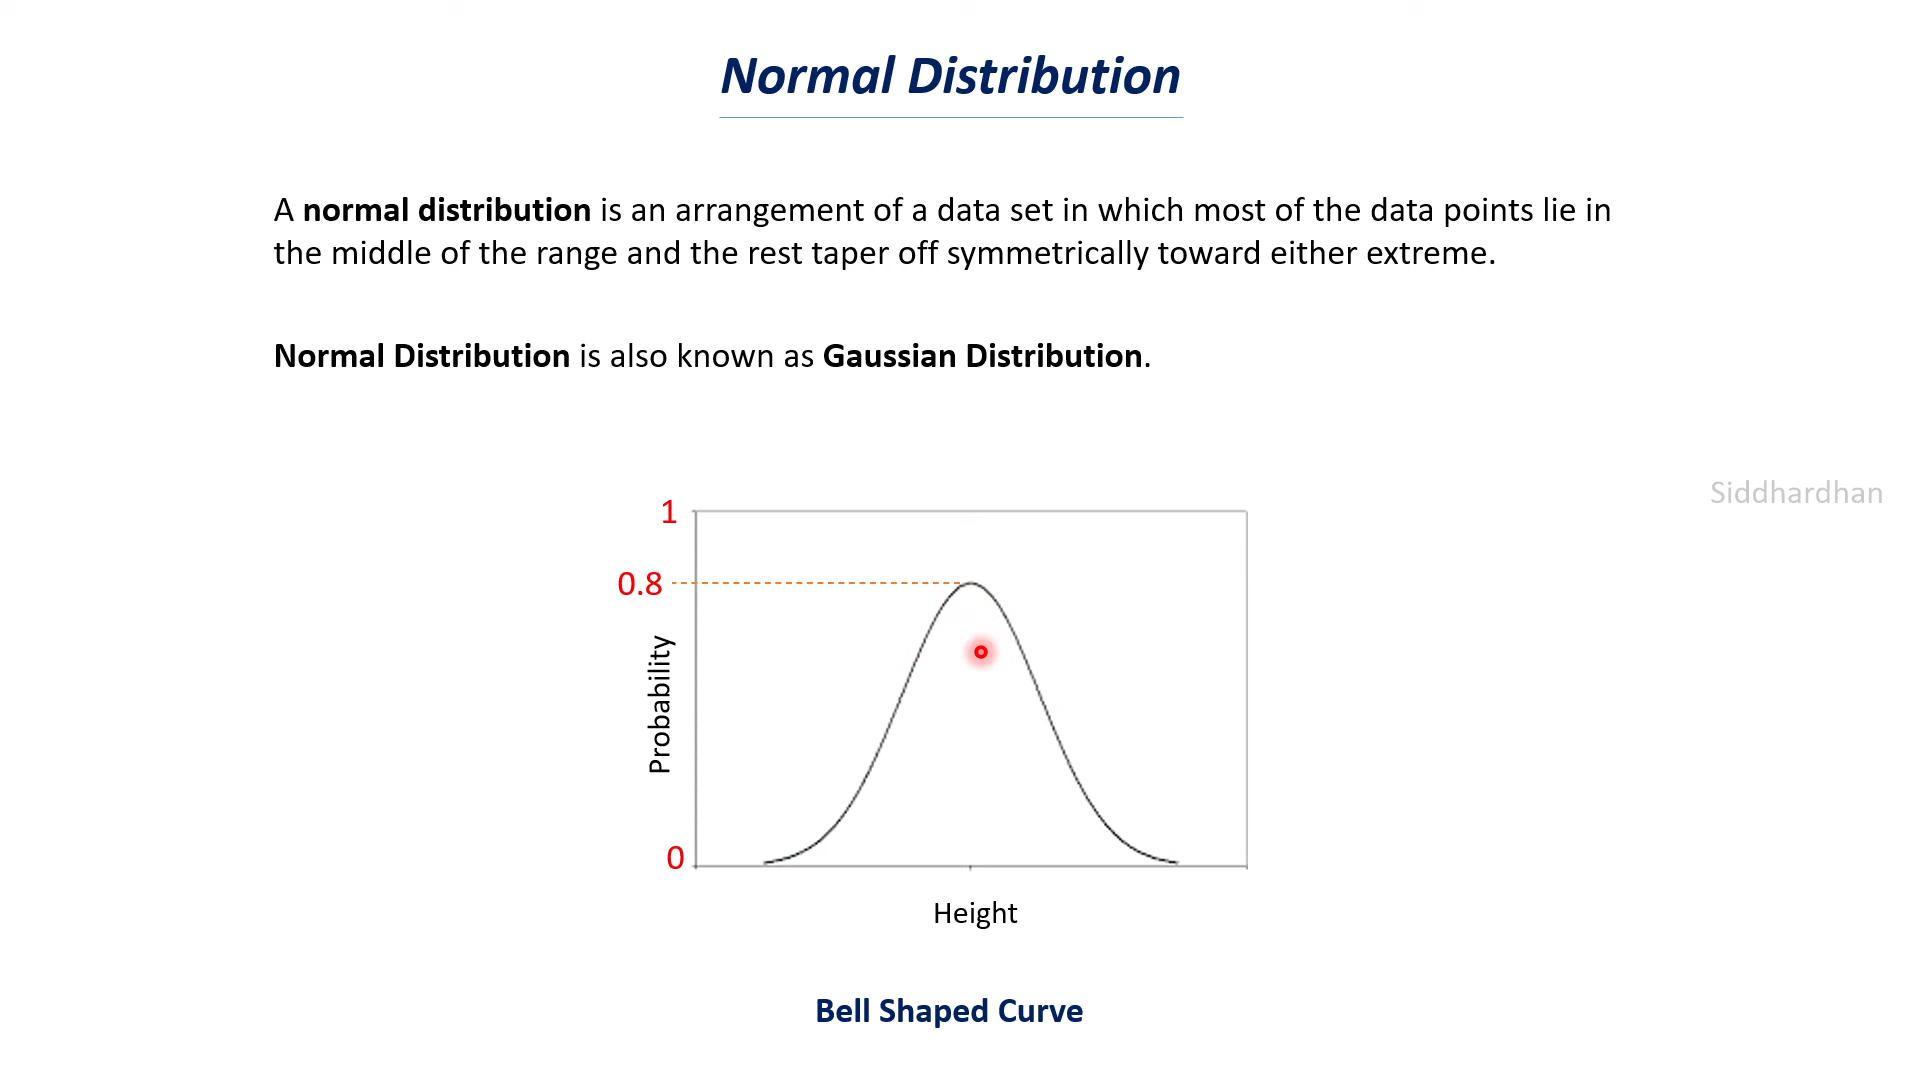 Normal Distribution
A normal distribution is an arrangement of a data set in which most of the data points lie in
the middle of the range and the rest taper off symmetrically toward either extreme.
Normal Distribution is also known as Gaussian Distribution.
Siddhardhan
1
0.8
Probability
0
Height
Bell Shaped Curve